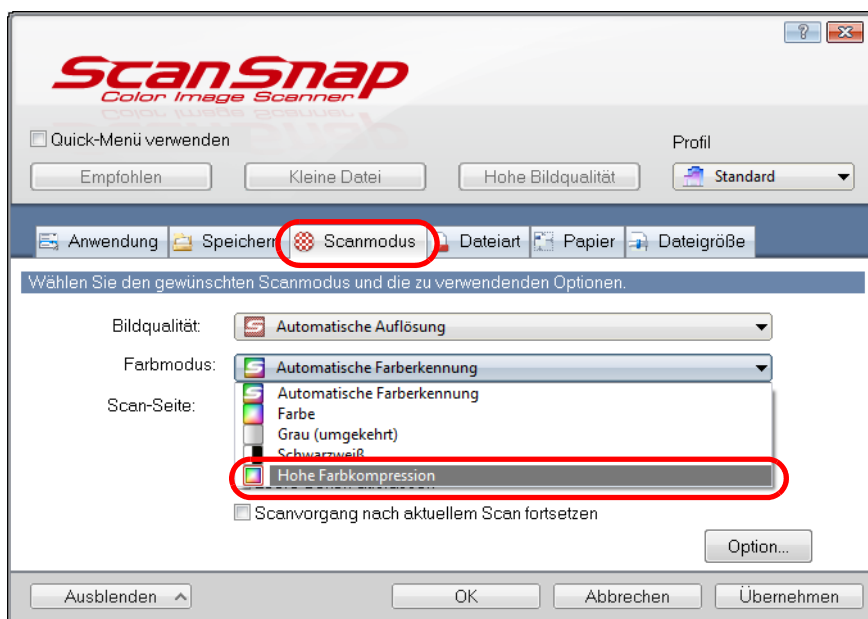 ScanSnap
Color Image Scanner
Quick-Menü verwenden
Profil
Empfohlen
Kleine Datei
Hohe Bildqualität
Standard
Anwendung
Speichern
Scanmodus
Dateiart
Papier
Dateigröße
Wählen Sie den gewünschten Scanmodus und die zu verwendenden Optionen.
Bildqualität:
Automatische Auflösung
Farbmodus:
Automatische Farberkennung
Automatische Farberkennung
Scan-Seite:
Farbe
Grau (umgekehrt)
Schwarzweiß
Hohe Farbkompression
Scanvorgang nach aktuellem Scan fortsetzen
Option...
Ausblenden
OK
Abbrechen
Übernehmen